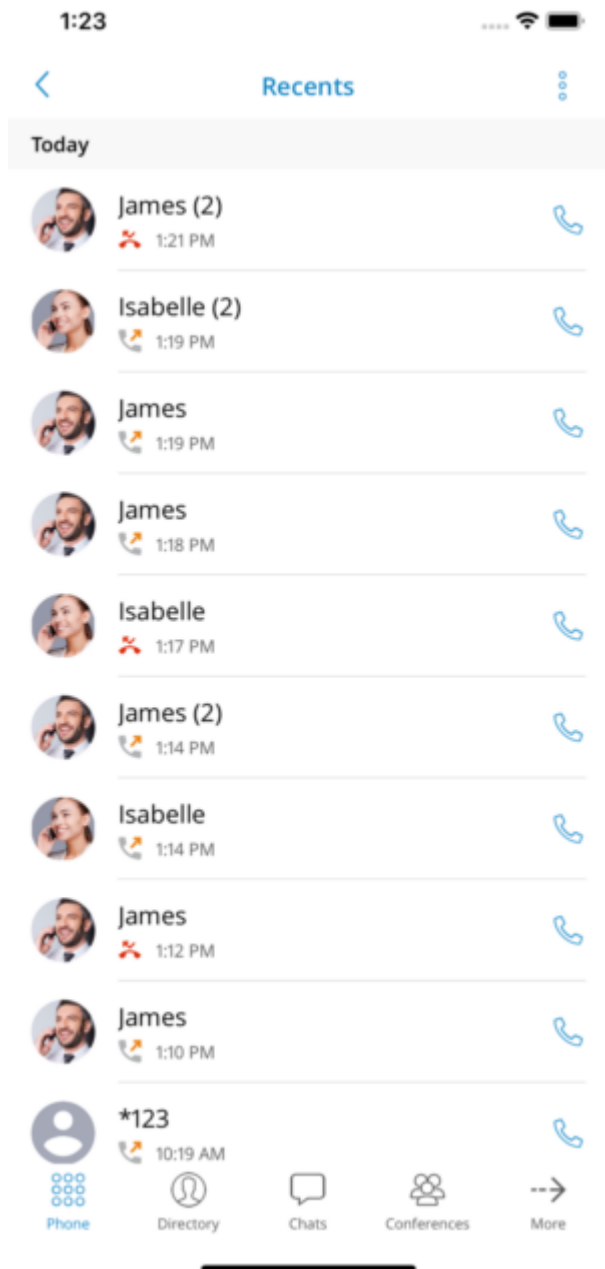 1:23
Recents
Today
James (2)
1:21 PM
Isabelle (2)
1:19 PM
James
1:19 PM
James
1:18 PM
Isabelle
1:17 PM
James (2)
1:14 PM
Isabelle
1:14 PM
James
1:12 PM
James
1:10 PM
*123
10:19 AM
Phone Directory Chats Conferences More